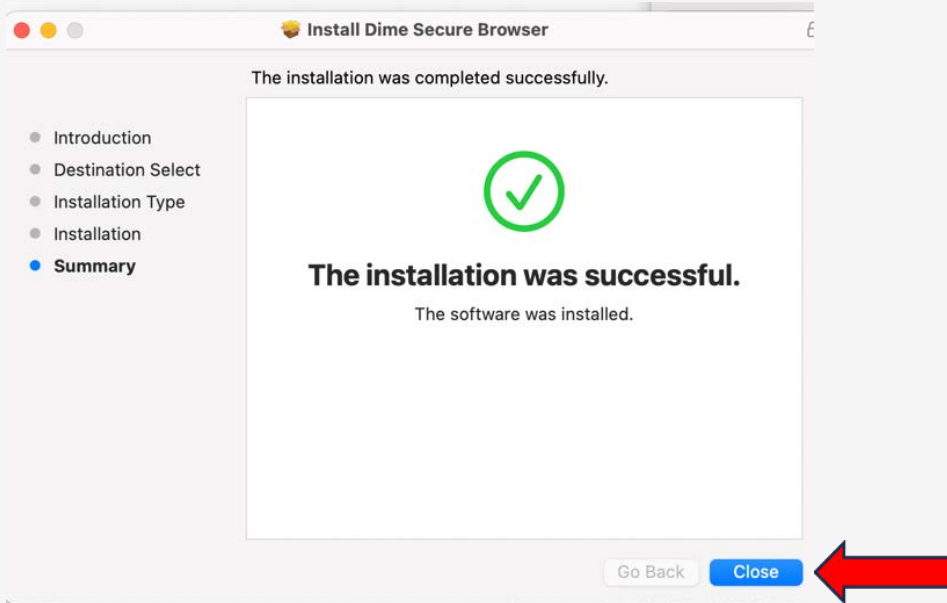 Install Dime Secure Browser
The installation was completed successfully.
Introduction
Destination Select
Installation Type
Installation
Summary
The installation was successful.
The software was installed.
Go Back
Close